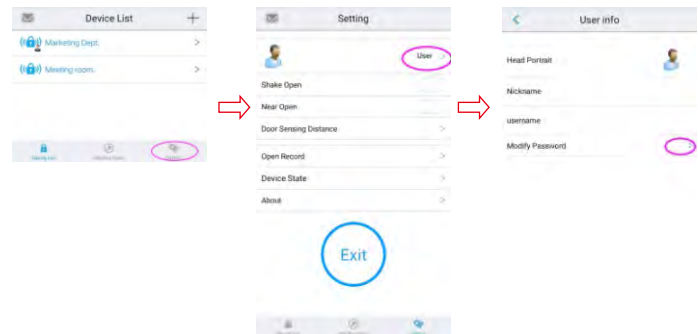 Device List
Marketing Dept.
Meeting room
Setting
User
Shake Open
Near Open
Door Sensing Distance
Open Record
Device State
About
Exit
User info
Head Portrait
Nickname
username
Modify Password